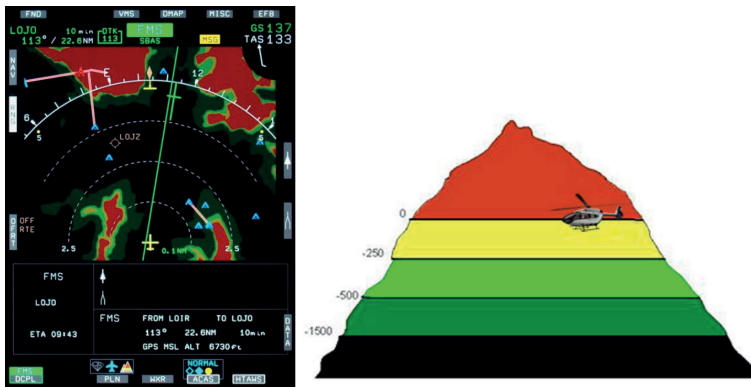 FND VMS DMAP MISC EFB
LOJO 10 min DTK FMS GS 137
113° / 22.6NM 113 SBAS MSG TAS 133
NAV
E 12
6
5 5
LOJZ
OFF
RTE
2.5 2.5
0.1NM
FMS
LOJO
ETA 09:43
FMS FROM LOIR TO LOJO
113° 22.6NM 10min
GPS MSL ALT 6730ft
DATA
FMS
DCPL
NORMAL
PLN WXR ACAS HTAWS
0
-250
-500
-1500